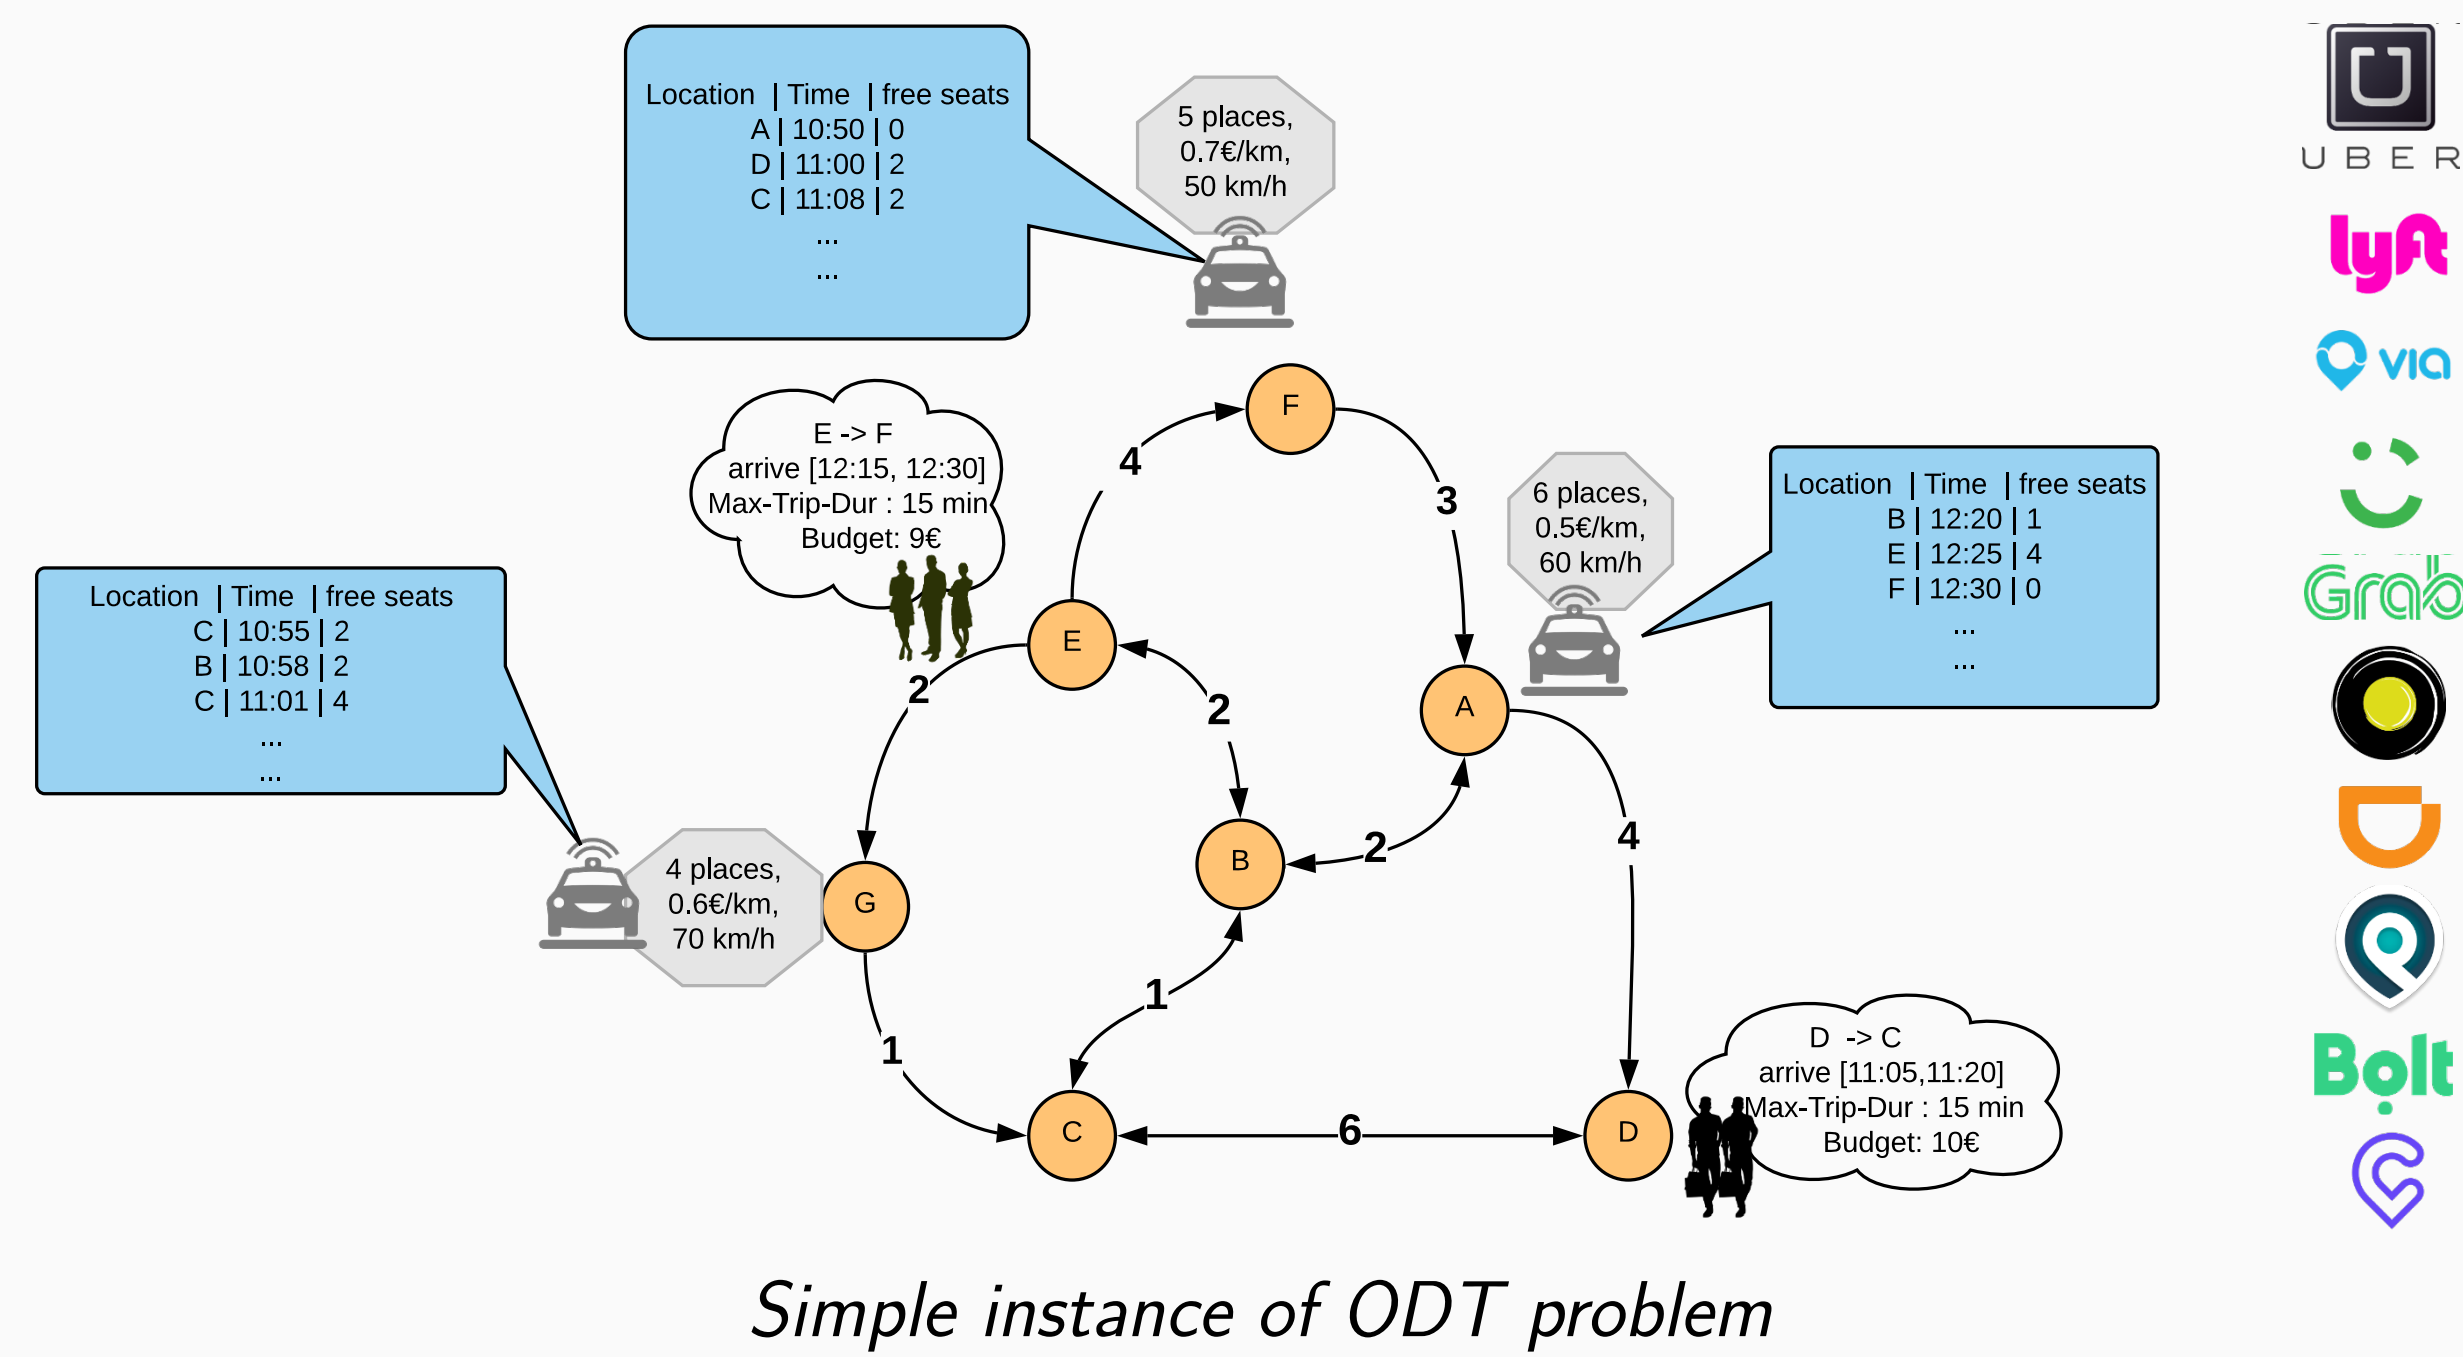 Location | Time | free seats
A | 10:50 | 0
D | 11:00 | 2
C | 11:08 | 2
...
...
5 places,
0.7€/km,
50 km/h
UBER
lyft
via
E -> F
arrive [12:15, 12:30]
Max-Trip-Dur : 15 min
Budget: 9€
F
4
3
6 places,
0.5€/km,
60 km/h
Location | Time | free seats
B | 12:20 | 1
E | 12:25 | 4
F | 12:30 | 0
...
...
Grab
Location | Time | free seats
C | 10:55 | 2
B | 10:58 | 2
C | 11:01 | 4
...
...
E
2
2
A
4 places,
0.6€/km,
70 km/h
G
B
2
4
1
1
C
6
D
D -> C
arrive [11:05,11:20]
Max-Trip-Dur : 15 min
Budget: 10€
Bolt
Simple instance of ODT problem